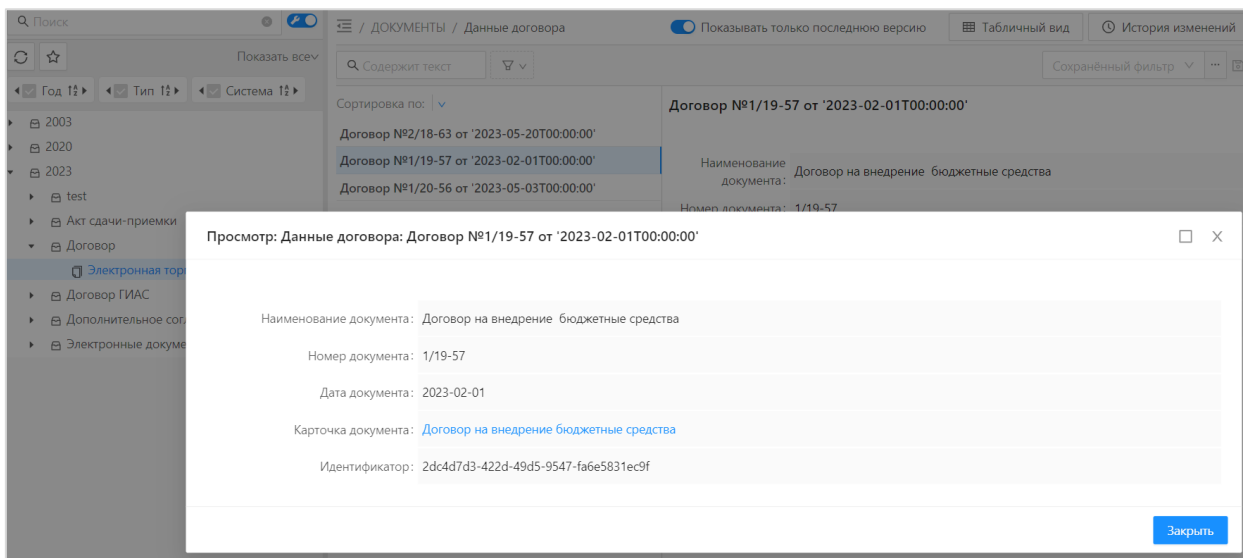 Поиск
/ ДОКУМЕНТЫ / Данные договора
Показывать только последнюю версию
Табличный вид
История изменений
Показать все
Содержит текст
Сохранённый фильтр
Год
Тип
Система
Сортировка по:
2003
2020
2023
test
Акт сдачи-приемки
Договор
Электронная тор
Договор ГИАС
Дополнительное сог
Электронные докуме
Договор №2/18-63 от '2023-05-20T00:00:00'
Договор №1/19-57 от '2023-02-01T00:00:00'
Договор №1/20-56 от '2023-05-03T00:00:00'
Договор №1/19-57 от '2023-02-01T00:00:00'
Наименование документа: Договор на внедрение бюджетные средства
Номер документа: 1/19-57
Просмотр: Данные договора: Договор №1/19-57 от '2023-02-01T00:00:00'
Наименование документа: Договор на внедрение бюджетные средства
Номер документа: 1/19-57
Дата документа: 2023-02-01
Карточка документа: Договор на внедрение бюджетные средства
Идентификатор: 2dc4d7d3-422d-49d5-9547-fa6e5831ec9f
Закрыть